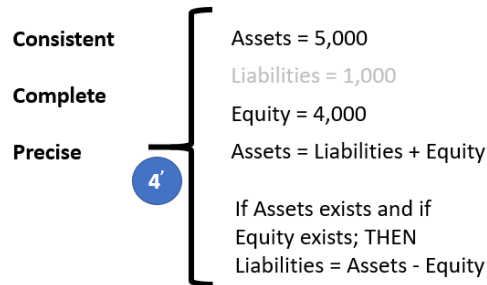 Consistent
Complete
Precise
4′
Assets = 5,000
Liabilities = 1,000
Equity = 4,000
Assets = Liabilities + Equity
If Assets exists and if
Equity exists; THEN
Liabilities = Assets - Equity